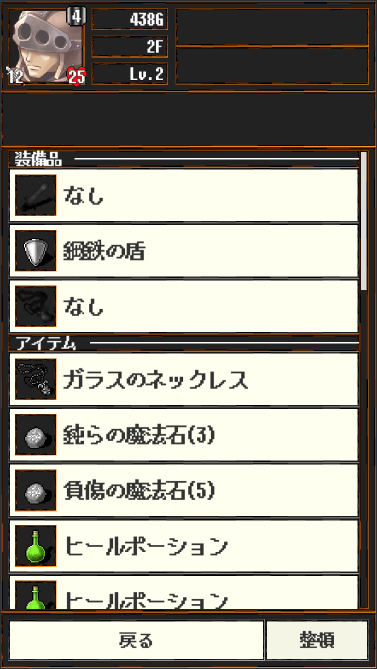 4
438G
2F
12
25
Lv.2
装備品
なし
鋼鉄の盾
なし
アイテム
ガラスのネックレス
鈍らの魔法石(3)
負傷の魔法石(5)
ヒールポーション
ヒールポーション
戻る
整頓